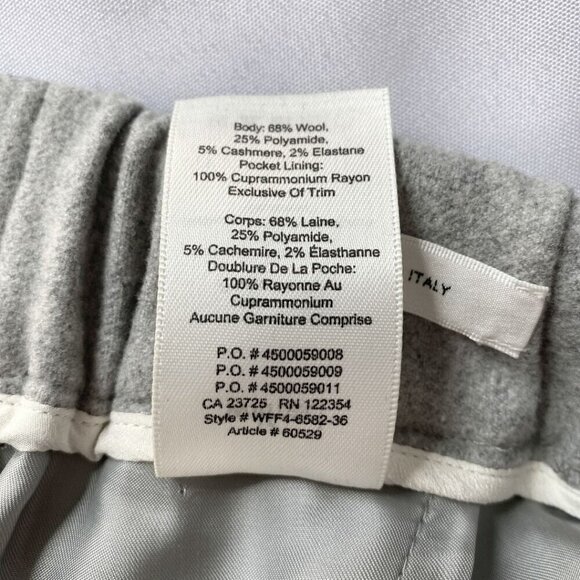 Body: 68% Wool,
25% Polyamide,
5% Cashmere, 2% Elastane
Pocket Lining:
100% Cuprammonium Rayon
Exclusive Of Trim
Corps: 68% Laine,
25% Polyamide,
5% Cachemire, 2% Élasthanne
Doublure De La Poche:
100% Rayonne Au
Cuprammonium
Aucune Garniture Comprise
P.O. # 4500059008
P.O. # 4500059009
P.O. # 4500059011
CA 23725 RN 122354
Style # WFF4-6582-36
Article # 60529
ITALY